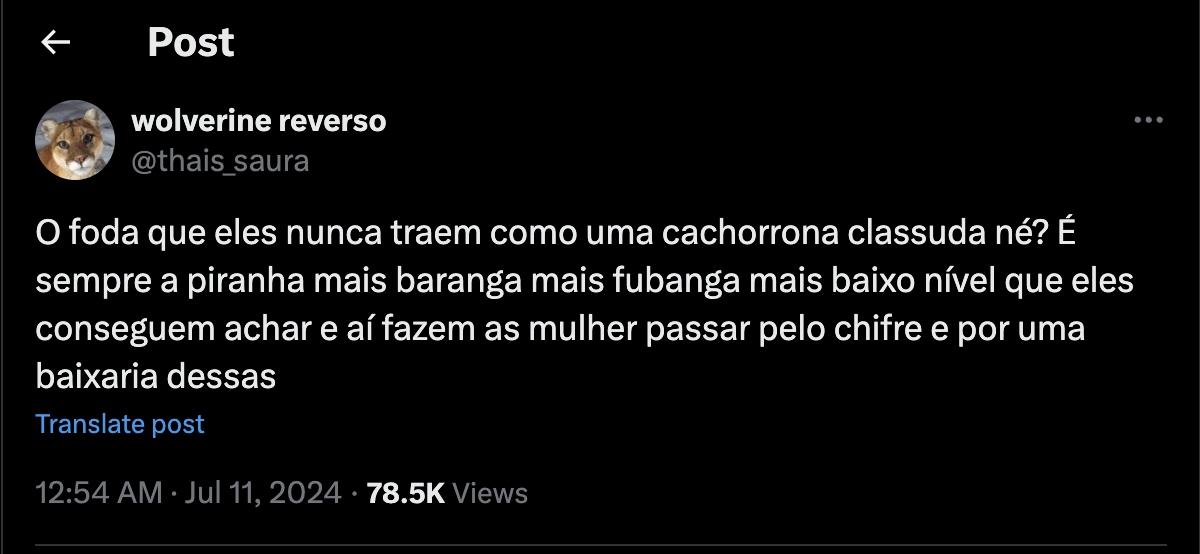 Post
wolverine reverso
@thais_saura
O foda que eles nunca traem como uma cachorrona classuda né? É
sempre a piranha mais baranga mais fubanga mais baixo nível que eles
conseguem achar e aí fazem as mulher passar pelo chifre e por uma
baixaria dessas
Translate post
12:54 AM · Jul 11, 2024 · 78.5K Views